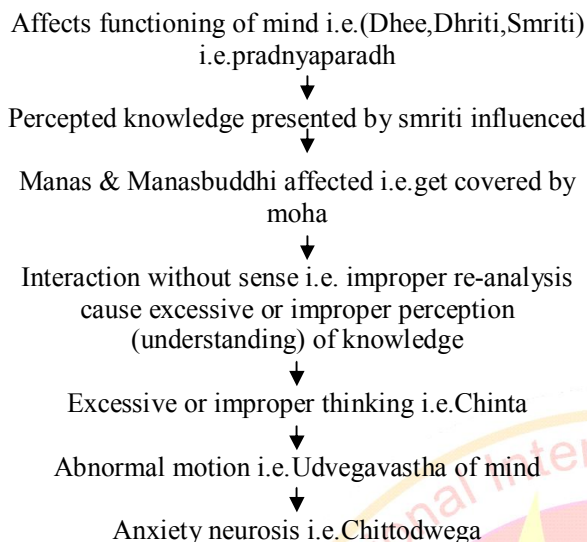 Affects functioning of mind i.e.(Dhee,Dhriti,Smriti)
i.e.pradnyaparadh
Percepted knowledge presented by smriti influenced
Manas & Manasbuddhi affected i.e.get covered by
moha
Interaction without sense i.e. improper re-analysis
cause excessive or improper perception
(understanding) of knowledge
Excessive or improper thinking i.e.Chinta
Abnormal motion i.e.Udvegavastha of mind
Anxiety neurosis i.e.Chittodwega